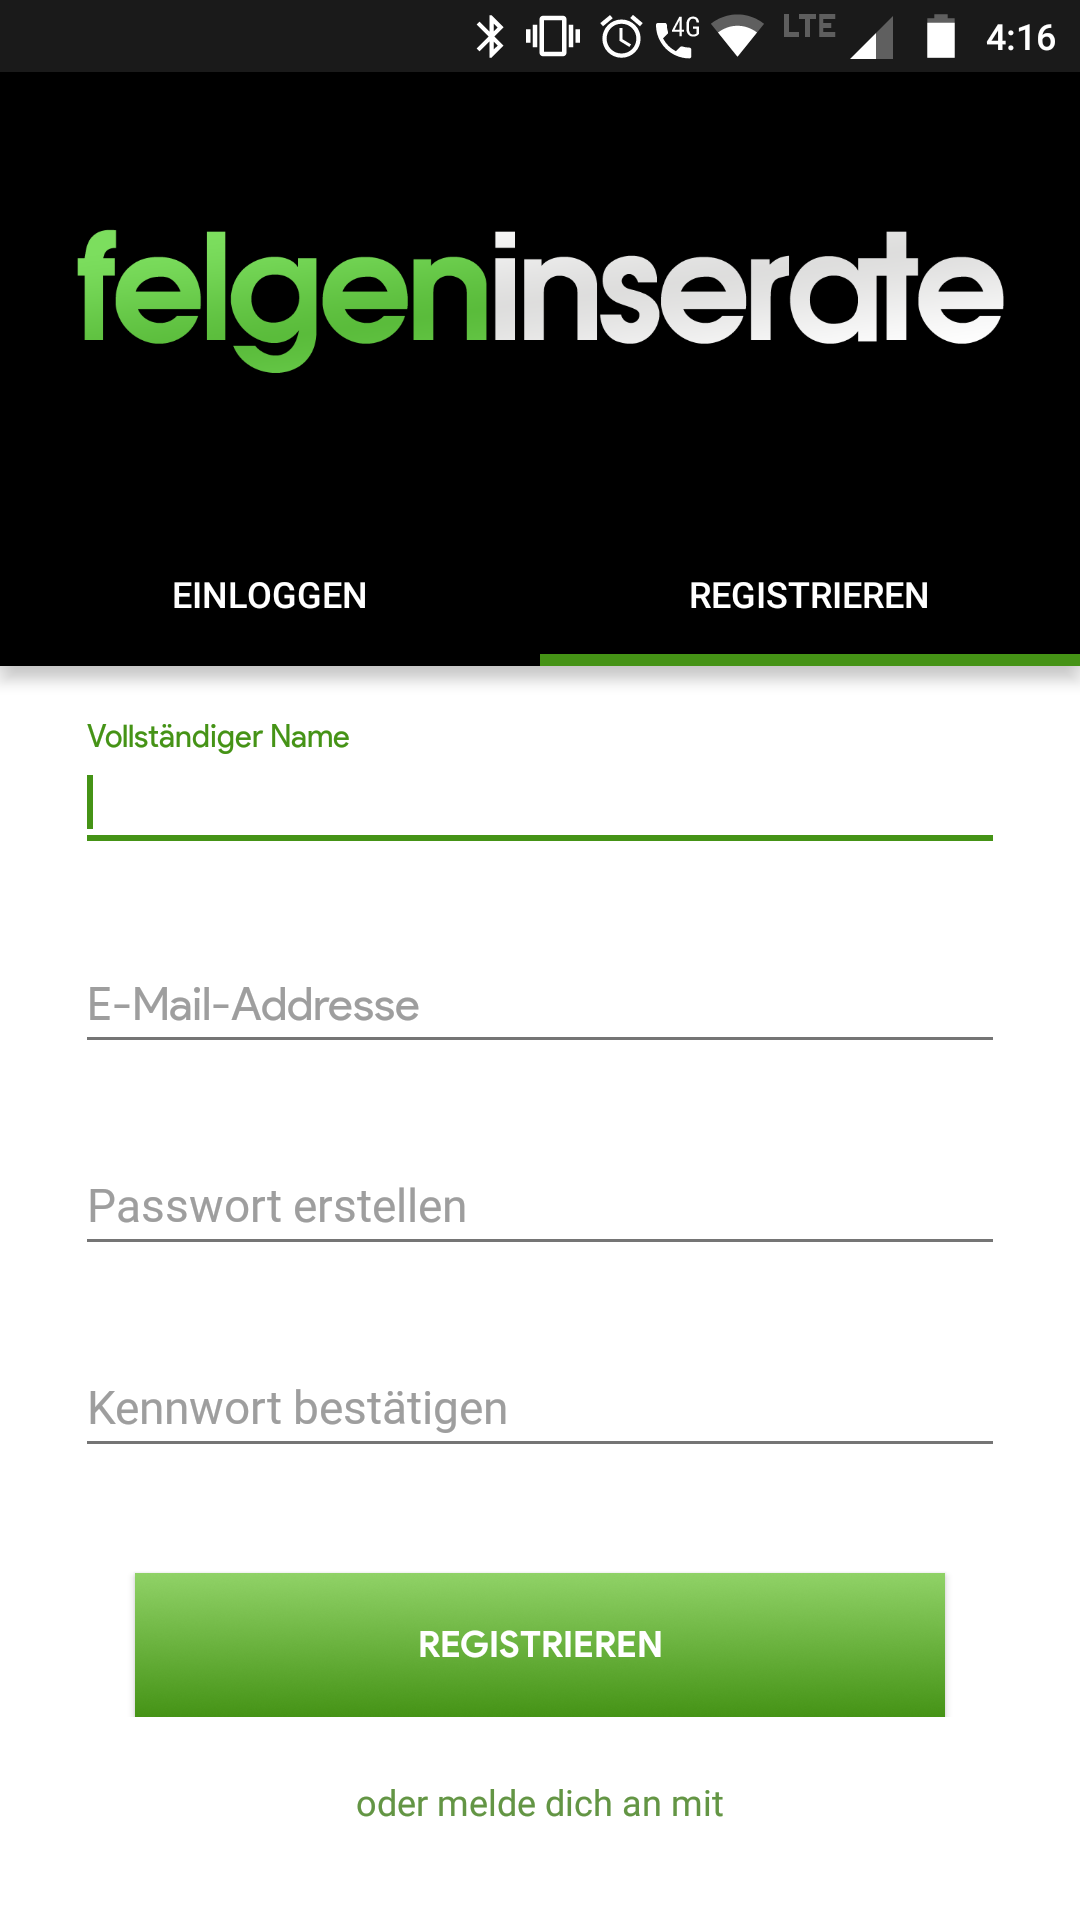 4G LTE 4:16
felgeninserate
EINLOGGEN REGISTRIEREN
Vollständiger Name
E-Mail-Addresse
Passwort erstellen
Kennwort bestätigen
REGISTRIEREN
oder melde dich an mit